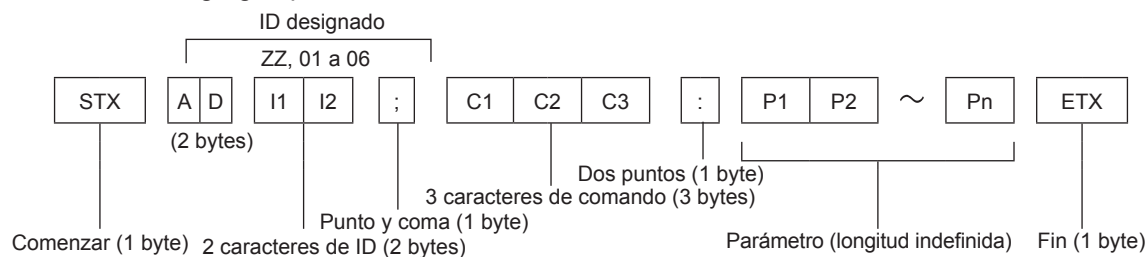 ID designado
ZZ, 01 a 06
STX A D I1 I2 ; C1 C2 C3 : P1 P2 ~ Pn ETX
(2 bytes)
Dos puntos (1 byte)
3 caracteres de comando (3 bytes)
Punto y coma (1 byte)
Comenzar (1 byte) 2 caracteres de ID (2 bytes) Parámetro (longitud indefinida) Fin (1 byte)